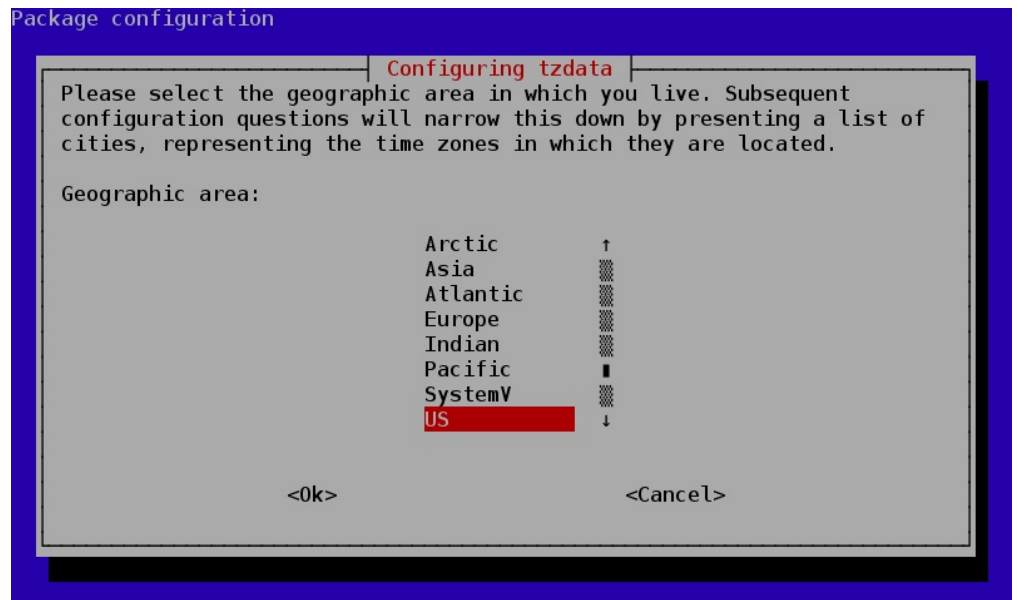 Package configuration
Configuring tzdata
Please select the geographic area in which you live. Subsequent
configuration questions will narrow this down by presenting a list of
cities, representing the time zones in which they are located.
Geographic area:
Arctic ↑
Asia
Atlantic
Europe
Indian
Pacific
SystemV
US ↓
<Ok> <Cancel>